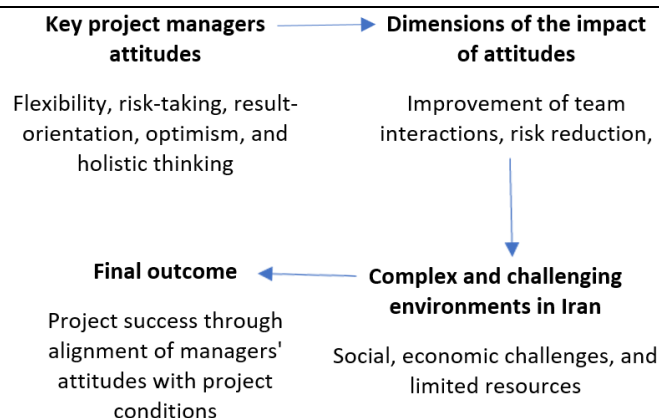 Key project managers
attitudes
Flexibility, risk-taking, result-
orientation, optimism, and
holistic thinking
Dimensions of the impact
of attitudes
Improvement of team
interactions, risk reduction,
Complex and challenging
environments in Iran
Social, economic challenges, and
limited resources
Final outcome
Project success through
alignment of managers'
attitudes with project
conditions